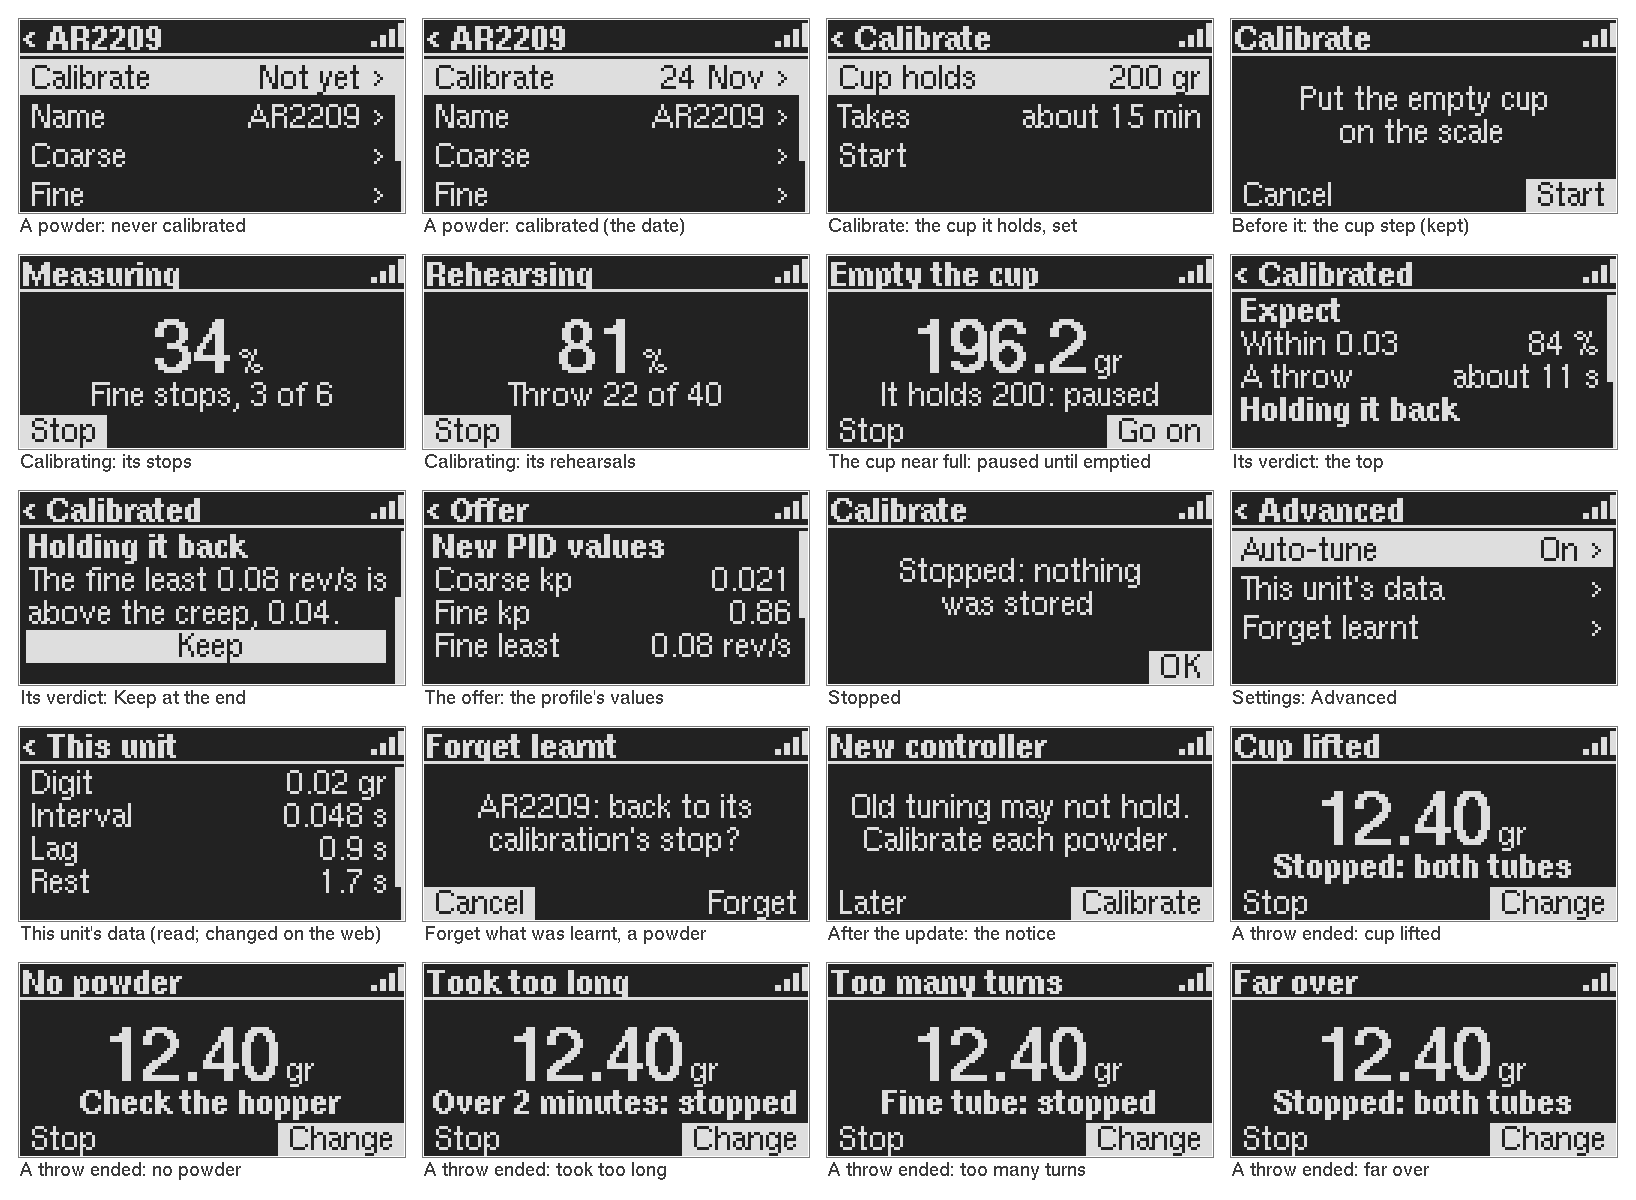 < AR2209
Calibrate Not yet >
Name AR2209 >
Coarse >
Fine >
A powder: never calibrated
< AR2209
Calibrate 24 Nov >
Name AR2209 >
Coarse >
Fine >
A powder: calibrated (the date)
< Calibrate
Cup holds 200 gr
Takes about 15 min
Start
Calibrate: the cup it holds, set
Calibrate
Put the empty cup
on the scale
Cancel Start
Before it: the cup step (kept)
Measuring
34 %
Fine stops, 3 of 6
Stop
Calibrating: its stops
Rehearsing
81 %
Throw 22 of 40
Stop
Calibrating: its rehearsals
Empty the cup
196.2 gr
It holds 200: paused
Stop Go on
The cup near full: paused until emptied
< Calibrated
Expect
Within 0.03 84 %
A throw about 11 s
Holding it back
Its verdict: the top
< Calibrated
Holding it back
The fine least 0.08 rev/s is
above the creep, 0.04.
Keep
Its verdict: Keep at the end
< Offer
New PID values
Coarse kp 0.021
Fine kp 0.86
Fine least 0.08 rev/s
The offer: the profile's values
Calibrate
Stopped: nothing
was stored
OK
Stopped
< Advanced
Auto-tune On >
This unit's data >
Forget learnt >
Settings: Advanced
< This unit
Digit 0.02 gr
Interval 0.048 s
Lag 0.9 s
Rest 1.7 s
This unit's data (read; changed on the web)
Forget learnt
AR2209: back to its
calibration's stop?
Cancel Forget
Forget what was learnt, a powder
New controller
Old tuning may not hold.
Calibrate each powder.
Later Calibrate
After the update: the notice
Cup lifted
12.40 gr
Stopped: both tubes
Stop Change
A throw ended: cup lifted
No powder
12.40 gr
Check the hopper
Stop Change
A throw ended: no powder
Took too long
12.40 gr
Over 2 minutes: stopped
Stop Change
A throw ended: took too long
Too many turns
12.40 gr
Fine tube: stopped
Stop Change
A throw ended: too many turns
Far over
12.40 gr
Stopped: both tubes
Stop Change
A throw ended: far over